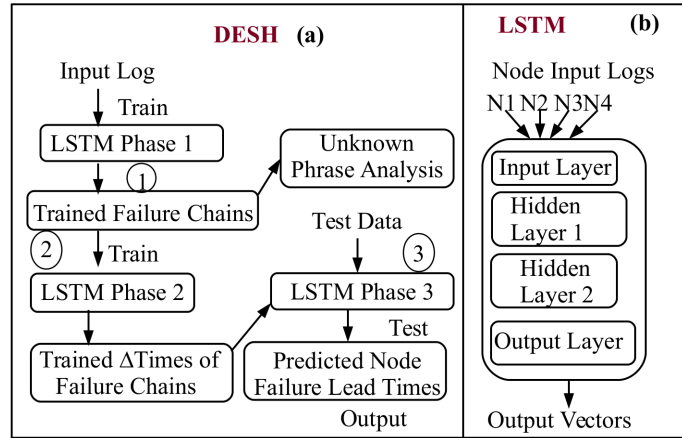 DESH (a)
Input Log
Train
LSTM Phase 1
1
Unknown
Phrase Analysis
Trained Failure Chains
2
Train
Test Data
3
LSTM Phase 2
LSTM Phase 3
Test
Trained ΔTimes of
Failure Chains
Predicted Node
Failure Lead Times
Output
LSTM (b)
Node Input Logs
N1 N2 N3 N4
Input Layer
Hidden
Layer 1
Hidden
Layer 2
Output Layer
Output Vectors